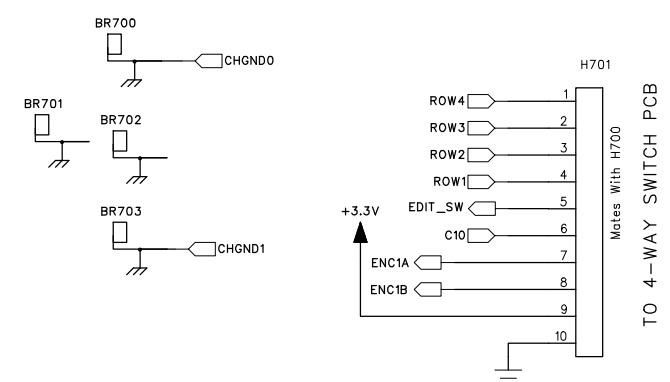 BR700
CHGND0
BR701
BR702
BR703
CHGND1
H701
ROW4 1
ROW3 2
ROW2 3
ROW1 4
EDIT_SW 5
C10 6
ENC1A 7
ENC1B 8
+3.3V 9
10
Mates With H700
TO 4-WAY SWITCH PCB